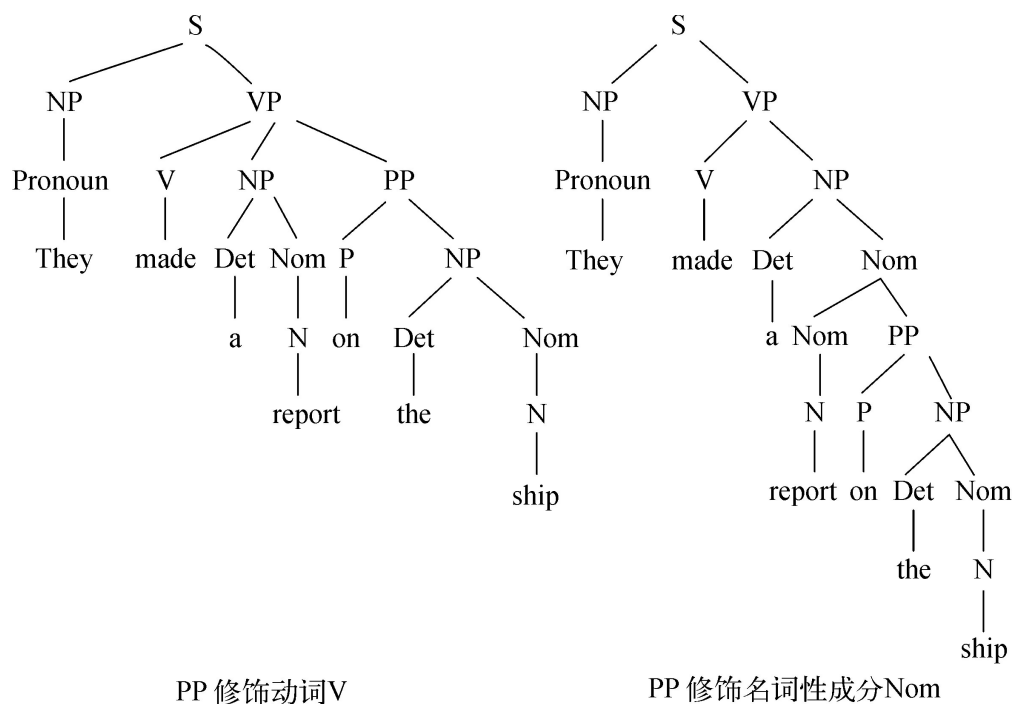 S S
NP VP NP VP
Pronoun V NP PP Pronoun V NP
They made Det Nom P NP They made Det Nom
a N on Det Nom a Nom PP
report the N N P NP
ship report on Det Nom
the N
ship
PP 修饰动词V PP 修饰名词性成分Nom